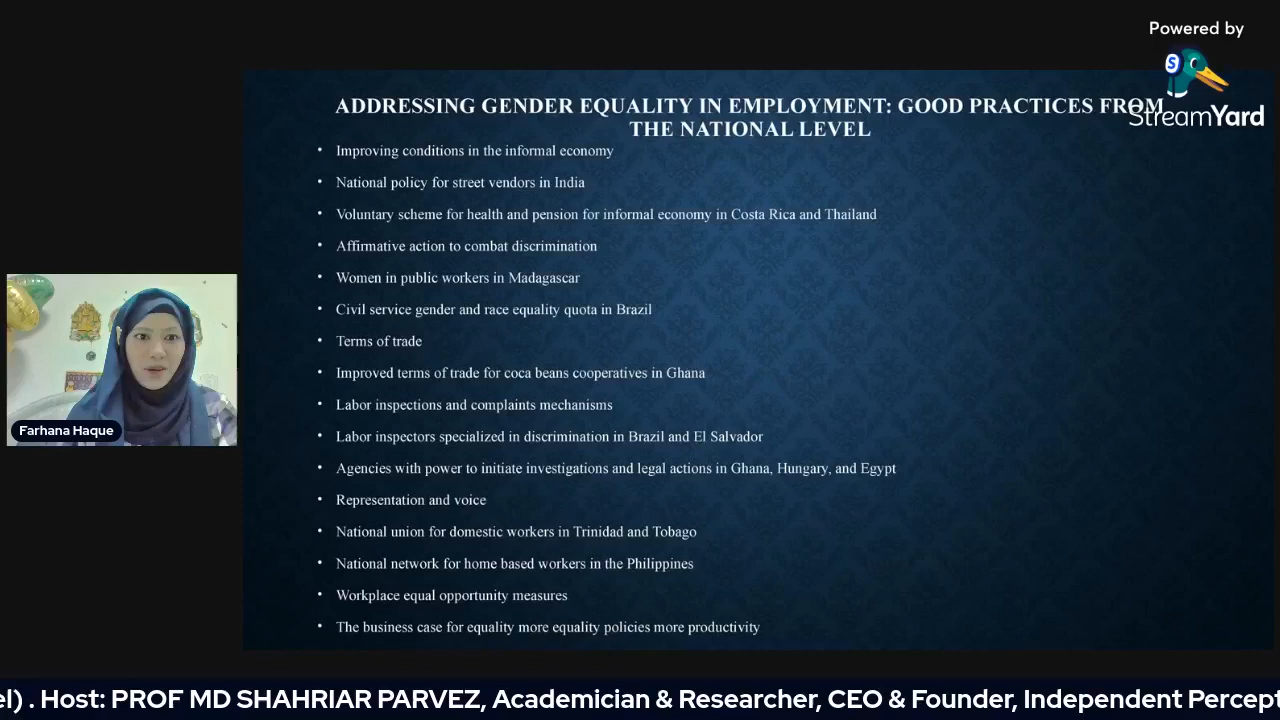 Powered by
StreamYard
ADDRESSING GENDER EQUALITY IN EMPLOYMENT: GOOD PRACTICES FROM
THE NATIONAL LEVEL
• Improving conditions in the informal economy
• National policy for street vendors in India
• Voluntary scheme for health and pension for informal economy in Costa Rica and Thailand
• Affirmative action to combat discrimination
• Women in public workers in Madagascar
• Civil service gender and race equality quota in Brazil
• Terms of trade
• Improved terms of trade for coca beans cooperatives in Ghana
• Labor inspections and complaints mechanisms
• Labor inspectors specialized in discrimination in Brazil and El Salvador
• Agencies with power to initiate investigations and legal actions in Ghana, Hungary, and Egypt
• Representation and voice
• National union for domestic workers in Trinidad and Tobago
• National network for home based workers in the Philippines
• Workplace equal opportunity measures
• The business case for equality more equality policies more productivity
Farhana Haque
el) . Host: PROF MD SHAHRIAR PARVEZ, Academician & Researcher, CEO & Founder, Independent Percept